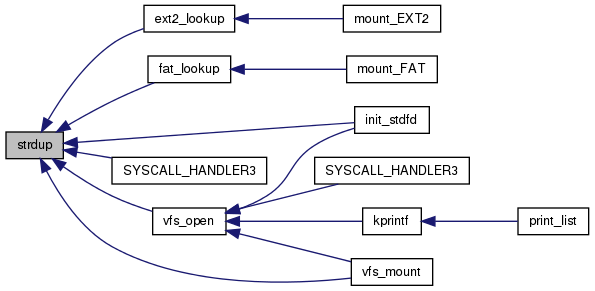 ext2_lookup
mount_EXT2
fat_lookup
mount_FAT
init_stdfd
strdup
SYSCALL_HANDLER3
SYSCALL_HANDLER3
vfs_open
kprintf
print_list
vfs_mount